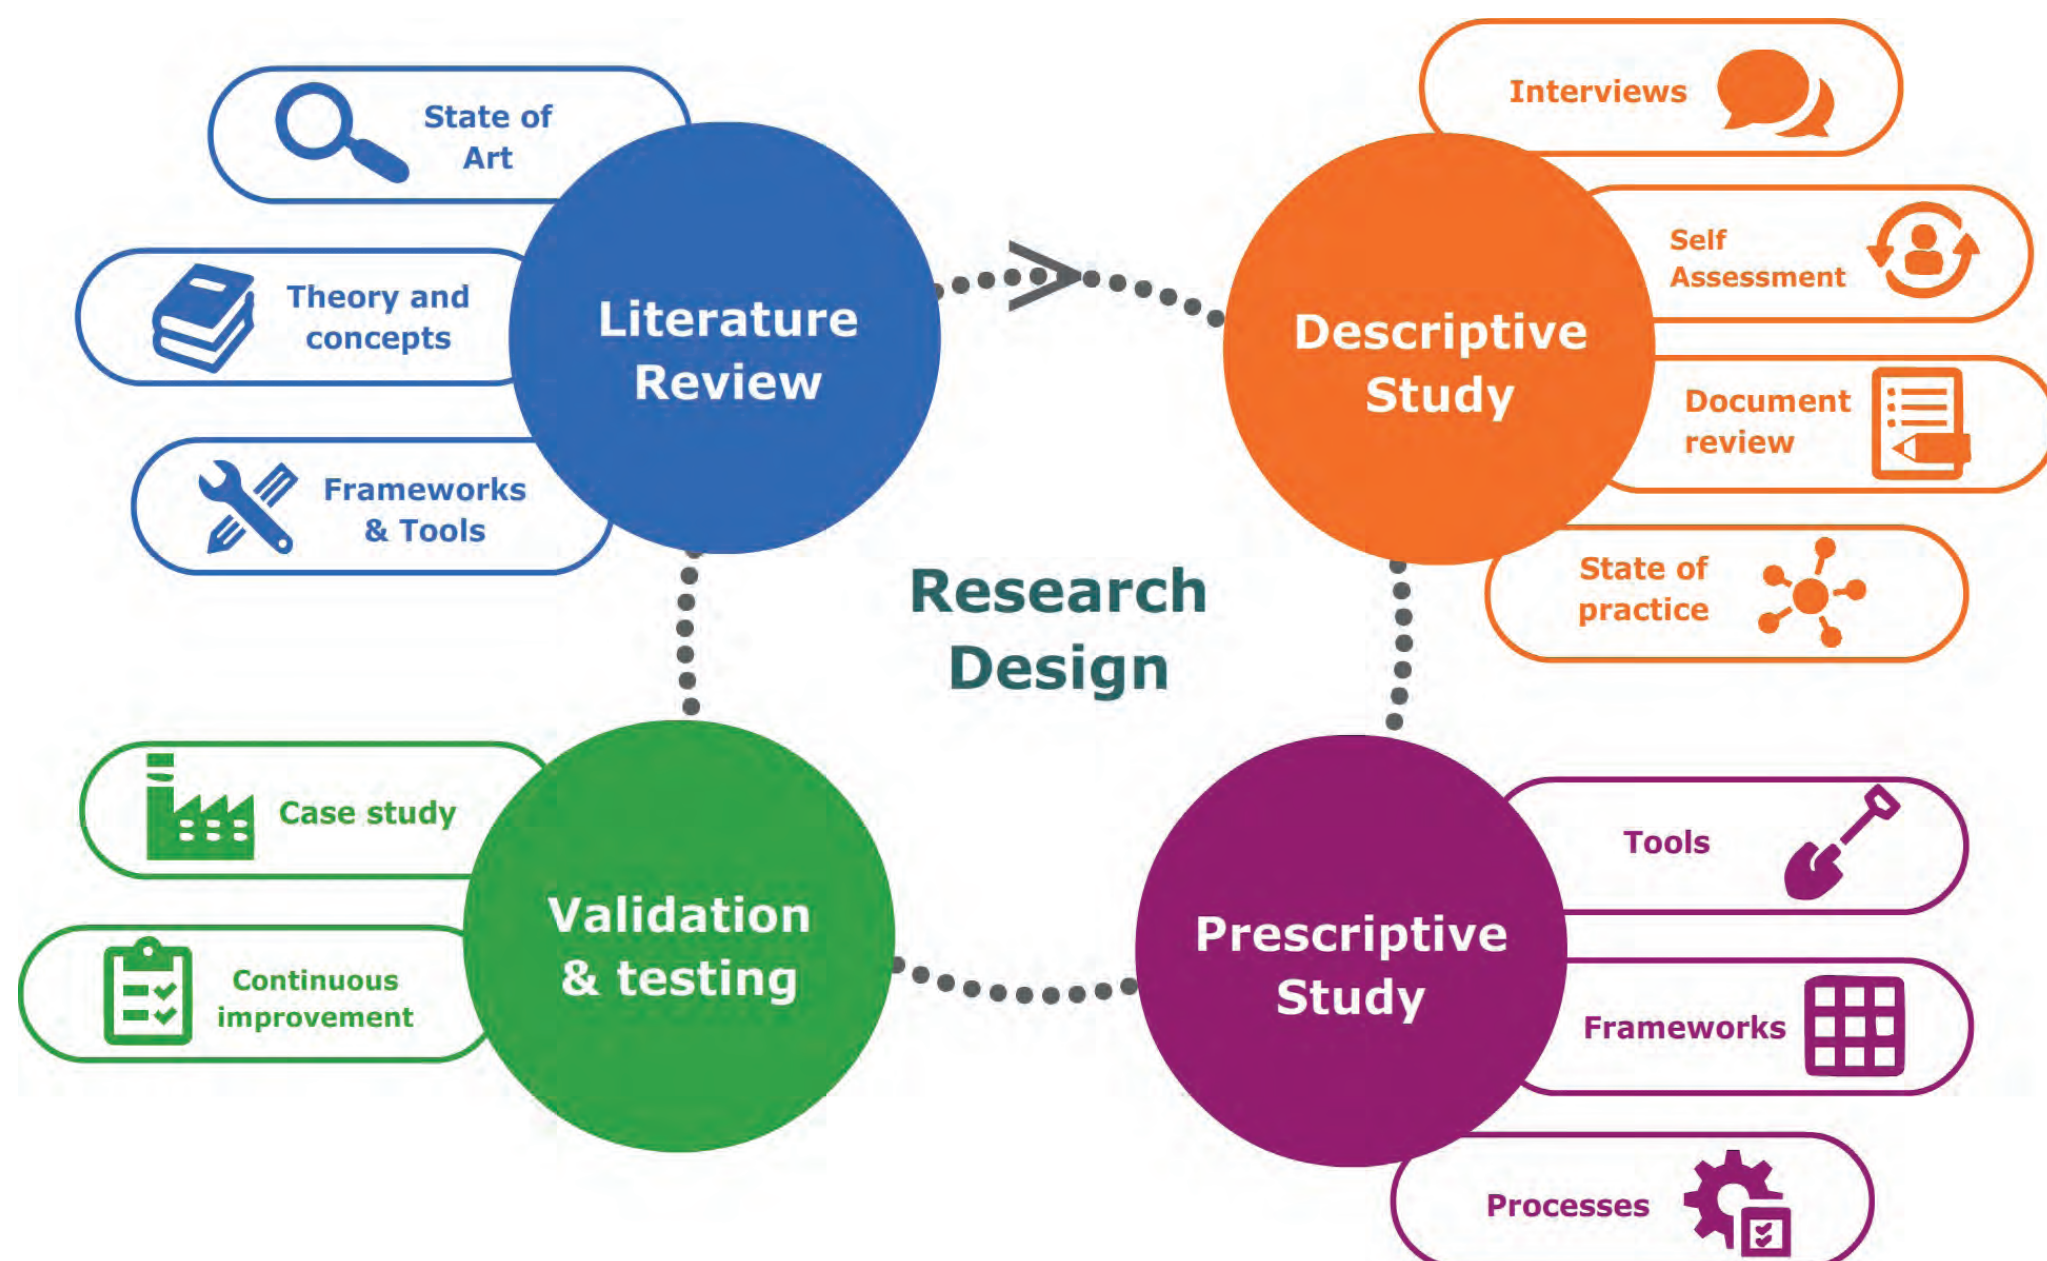 State of
Art
Theory and
concepts
Frameworks
& Tools
Literature
Review
Interviews
Self
Assessment
Document
review
State of
practice
Descriptive
Study
Research
Design
Case study
Continuous
improvement
Validation
& testing
Prescriptive
Study
Tools
Frameworks
Processes